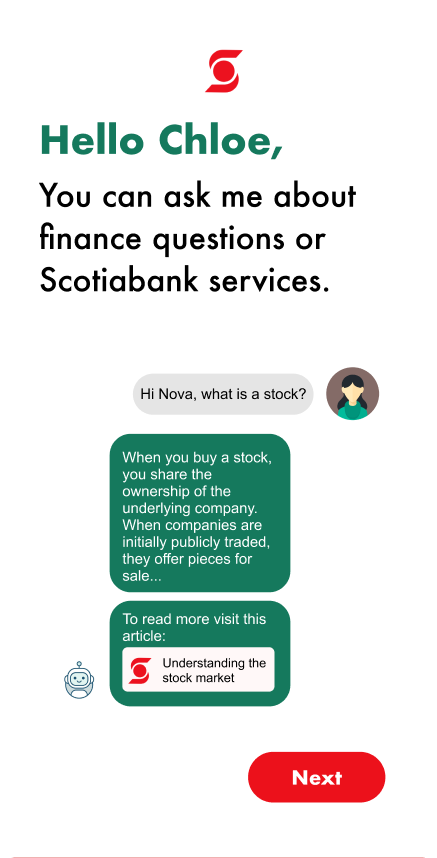 Hello Chloe,
You can ask me about
finance questions or
Scotiabank services.
Hi Nova, what is a stock?
When you buy a stock,
you share the
ownership of the
underlying company.
When companies are
initially publicly traded,
they offer pieces for
sale...
To read more visit this
article:
Understanding the
stock market
Next